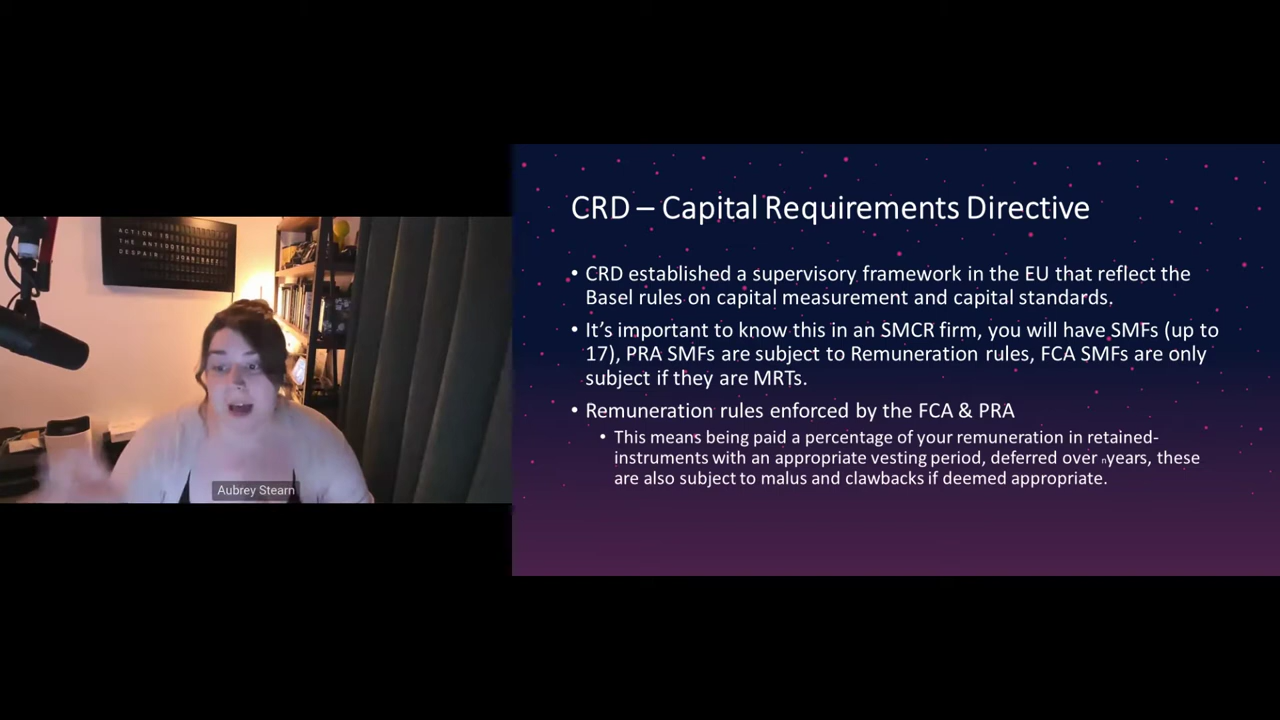 ACTION
THE ANTIDOTE
DESPAIR
Aubrey Stearn
CRD – Capital Requirements Directive
• CRD established a supervisory framework in the EU that reflect the
Basel rules on capital measurement and capital standards.
• It’s important to know this in an SMCR firm, you will have SMFs (up to
17), PRA SMFs are subject to Remuneration rules, FCA SMFs are only
subject if they are MRTs.
• Remuneration rules enforced by the FCA & PRA
• This means being paid a percentage of your remuneration in retained-
instruments with an appropriate vesting period, deferred over n years, these
are also subject to malus and clawbacks if deemed appropriate.